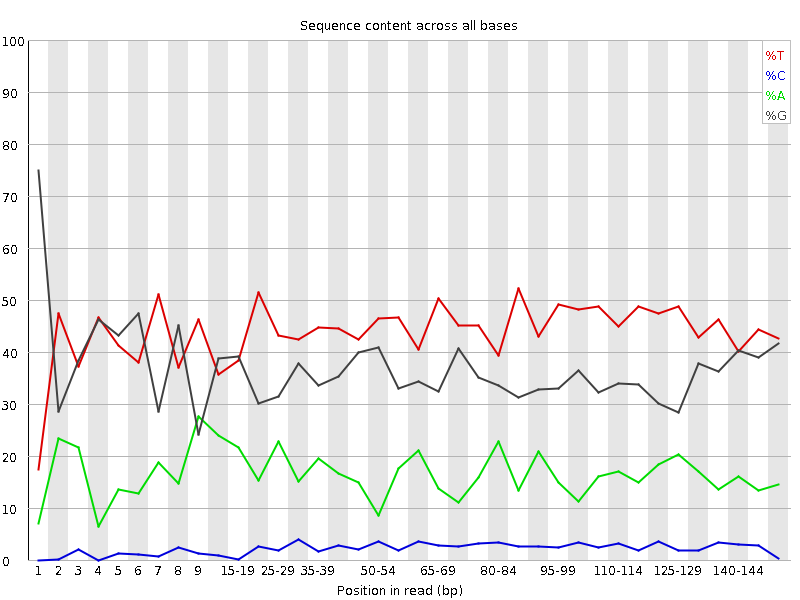 Sequence content across all bases
100
90
80
70
60
50
40
30
20
10
0
%T
%C
%A
%G
1 2 3 4 5 6 7 8 9 15-19 25-29 35-39 50-54 65-69 80-84 95-99 110-114 125-129 140-144
Position in read (bp)